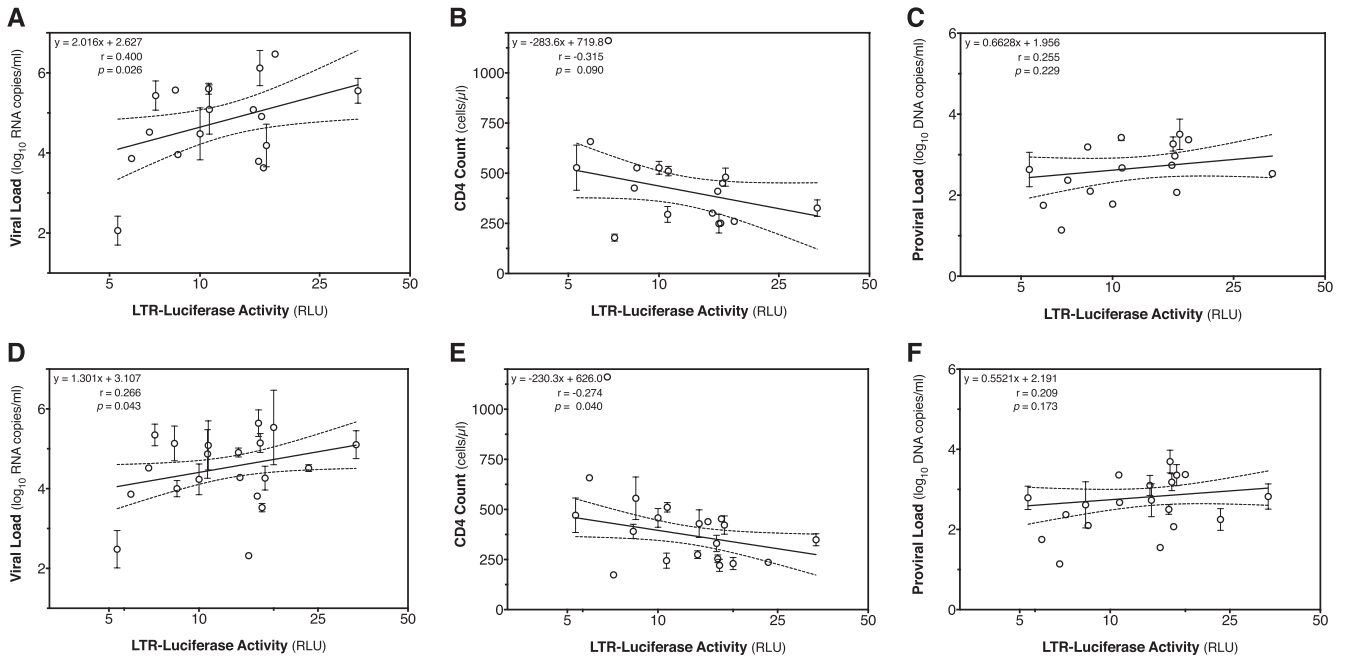 A
y = 2.016x + 2.627
r = 0.400
p = 0.026
Viral Load (log10 RNA copies/ml)
6
4
2
5
10
25
50
LTR-Luciferase Activity (RLU)
B
y = -283.6x + 719.8
r = -0.315
p = 0.090
CD4 Count (cells/µl)
1000
750
500
250
0
5
10
25
50
LTR-Luciferase Activity (RLU)
C
y = 0.6628x + 1.956
r = 0.255
p = 0.229
Proviral Load (log10 DNA copies/ml)
6
4
2
0
5
10
25
50
LTR-Luciferase Activity (RLU)
D
y = 1.301x + 3.107
r = 0.266
p = 0.043
Viral Load (log10 RNA copies/ml)
6
4
2
5
10
25
50
LTR-Luciferase Activity (RLU)
E
y = -230.3x + 626.0
r = -0.274
p = 0.040
CD4 Count (cells/µl)
1000
750
500
250
0
5
10
25
50
LTR-Luciferase Activity (RLU)
F
y = 0.5521x + 2.191
r = 0.209
p = 0.173
Proviral Load (log10 DNA copies/ml)
6
4
2
0
5
10
25
50
LTR-Luciferase Activity (RLU)